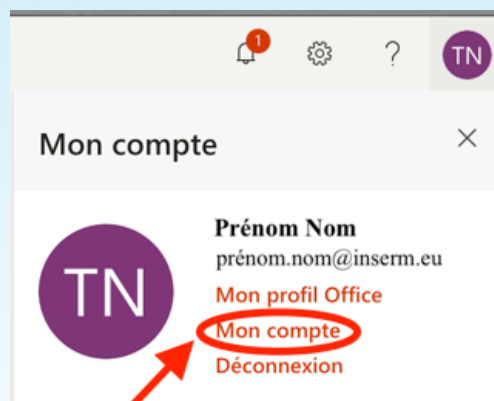 1
?
TN
Mon compte
TN
Prénom Nom
prénom.nom@inserm.eu
Mon profil Office
Mon compte
Déconnexion